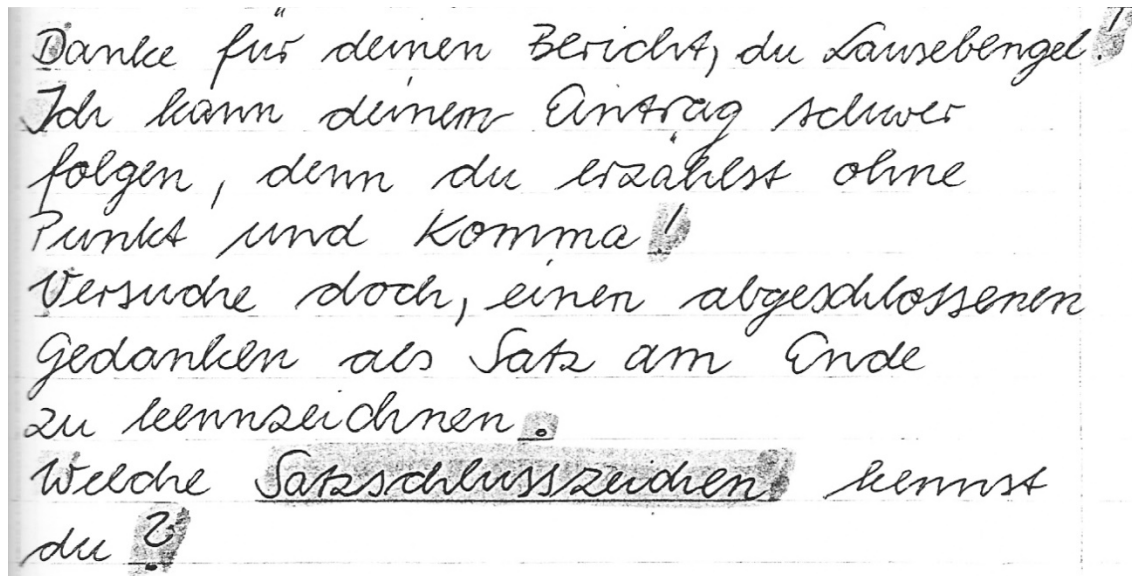 Danke für deinen Bericht, du Lausebengel!
Ich kann deinem Eintrag schwer
folgen, denn du erzählst ohne
Punkt und Komma!
Versuche doch, einen abgeschlossenen
Gedanken als Satz am Ende
zu kennzeichnen.
Welche Satzschlusszeichen kennst
du?